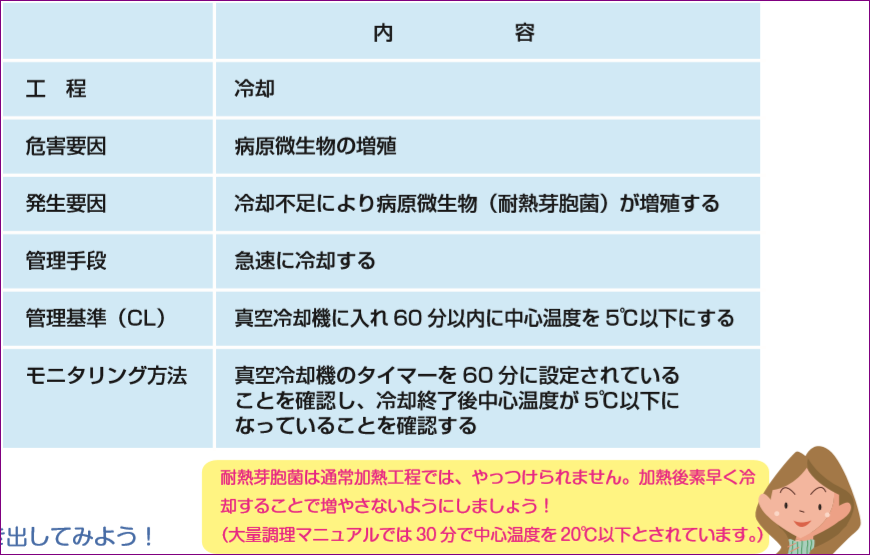 内　容
工　程
冷却
危害要因
病原微生物の増殖
発生要因
冷却不足により病原微生物（耐熱芽胞菌）が増殖する
管理手段
急速に冷却する
管理基準（CL）
真空冷却機に入れ 60 分以内に中心温度を 5℃以下にする
モニタリング方法
真空冷却機のタイマーを 60 分に設定されている
ことを確認し、冷却終了後中心温度が 5℃以下に
なっていることを確認する
耐熱芽胞菌は通常加熱工程では、やっつけられません。加熱後素早く冷
却することで増やさないようにしましょう！
（大量調理マニュアルでは 30 分で中心温度を 20℃以下とされています。）
出してみよう！